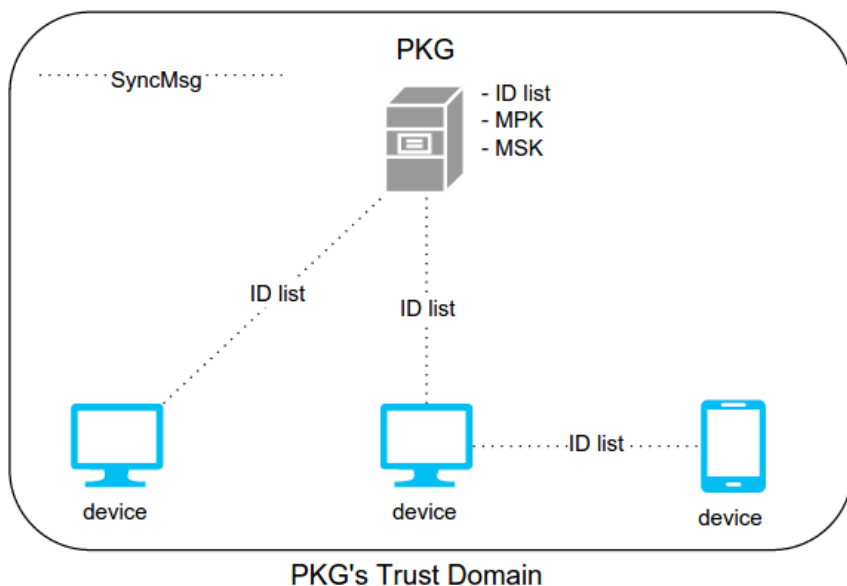 PKG
SyncMsg
- ID list
- MPK
- MSK
ID list
ID list
ID list
device
device
device
PKG's Trust Domain